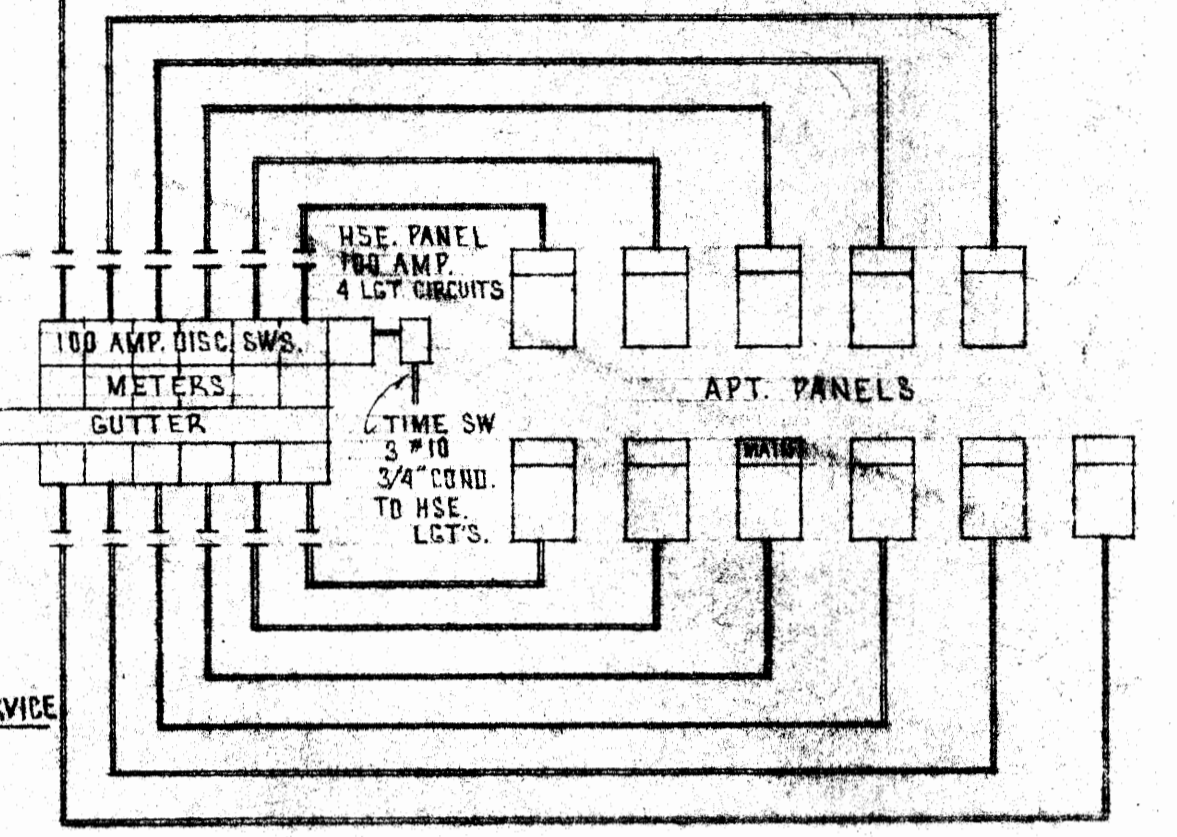 HSE. PANEL
100 AMP.
4 LGT CIRCUITS
100 AMP. DISC. SWS.
METERS
GUTTER
TIME SW
3 #10
3/4" COND.
TO HSE.
LGT'S.
APT. PANELS